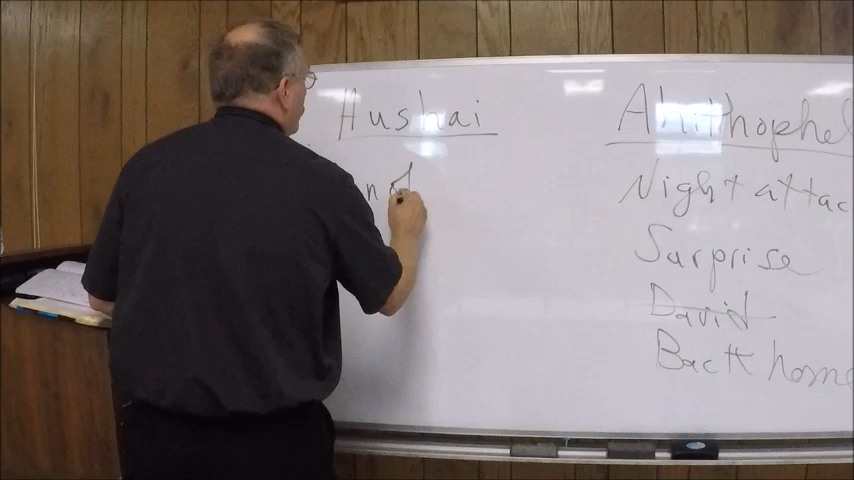 Hushai
Ahithophel
Night attac
Surprise
David
Back home